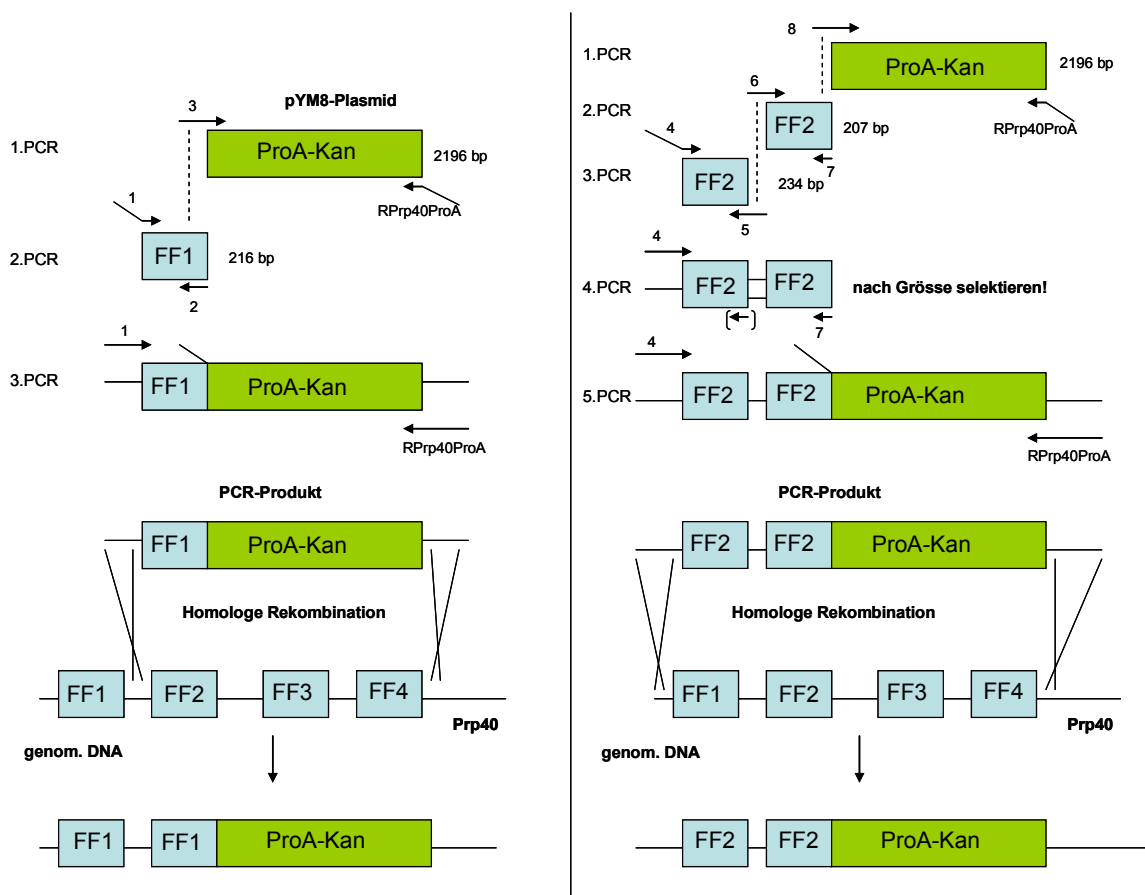 pYM8-Plasmid
3
1.PCR
ProA-Kan
2196 bp
RPrp40ProA
1
2.PCR
FF1
216 bp
2
1
3.PCR
FF1
ProA-Kan
RPrp40ProA
PCR-Produkt
FF1
ProA-Kan
Homologe Rekombination
FF1
FF2
FF3
FF4
Prp40
genom. DNA
FF1
FF1
ProA-Kan
8
1.PCR
ProA-Kan
2196 bp
RPrp40ProA
6
2.PCR
FF2
207 bp
7
4
3.PCR
FF2
234 bp
5
4
4.PCR
FF2
FF2
nach Grösse selektieren!
7
4
5.PCR
FF2
FF2
ProA-Kan
RPrp40ProA
PCR-Produkt
FF2
FF2
ProA-Kan
Homologe Rekombination
FF1
FF2
FF3
FF4
Prp40
genom. DNA
FF2
FF2
ProA-Kan